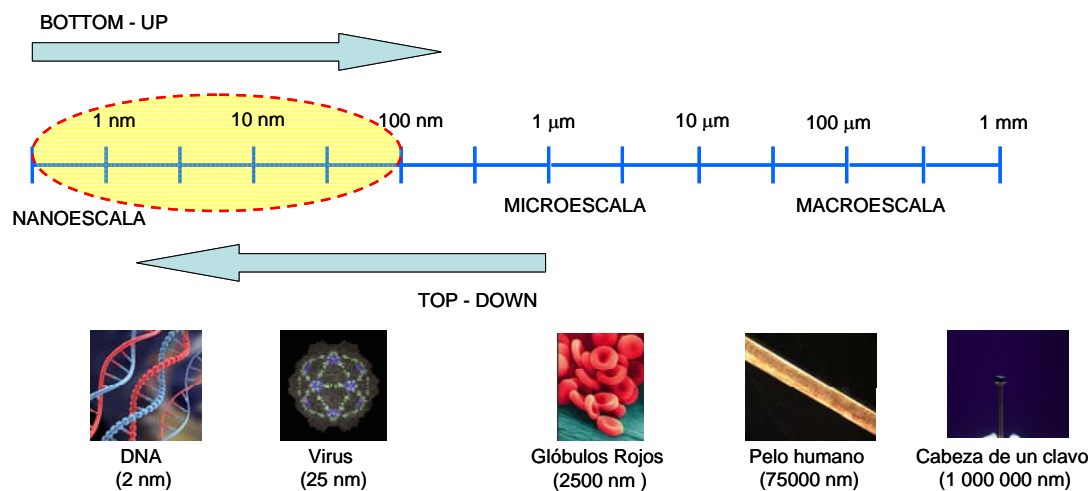 BOTTOM - UP
1 nm 10 nm 100 nm 1 μm 10 μm 100 μm 1 mm
NANOESCALA MICROESCALA MACROESCALA
TOP - DOWN
DNA Virus Glóbulos Rojos Pelo humano Cabeza de un clavo
(2 nm) (25 nm) (2500 nm ) (75000 nm) (1 000 000 nm)